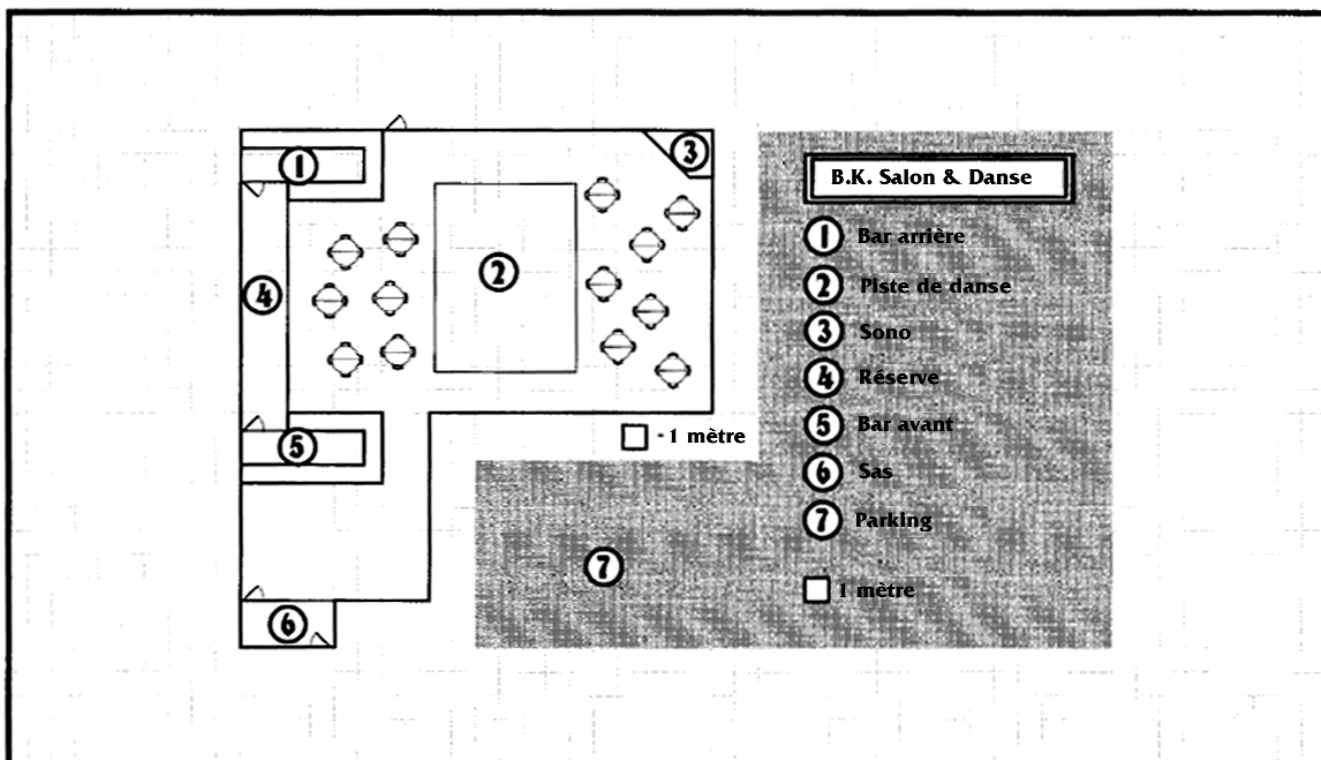 1
3
2
4
5
- 1 mètre
6
7
B.K. Salon & Danse
1 Bar arrière
2 Piste de danse
3 Sono
4 Réserve
5 Bar avant
6 Sas
7 Parking
1 mètre